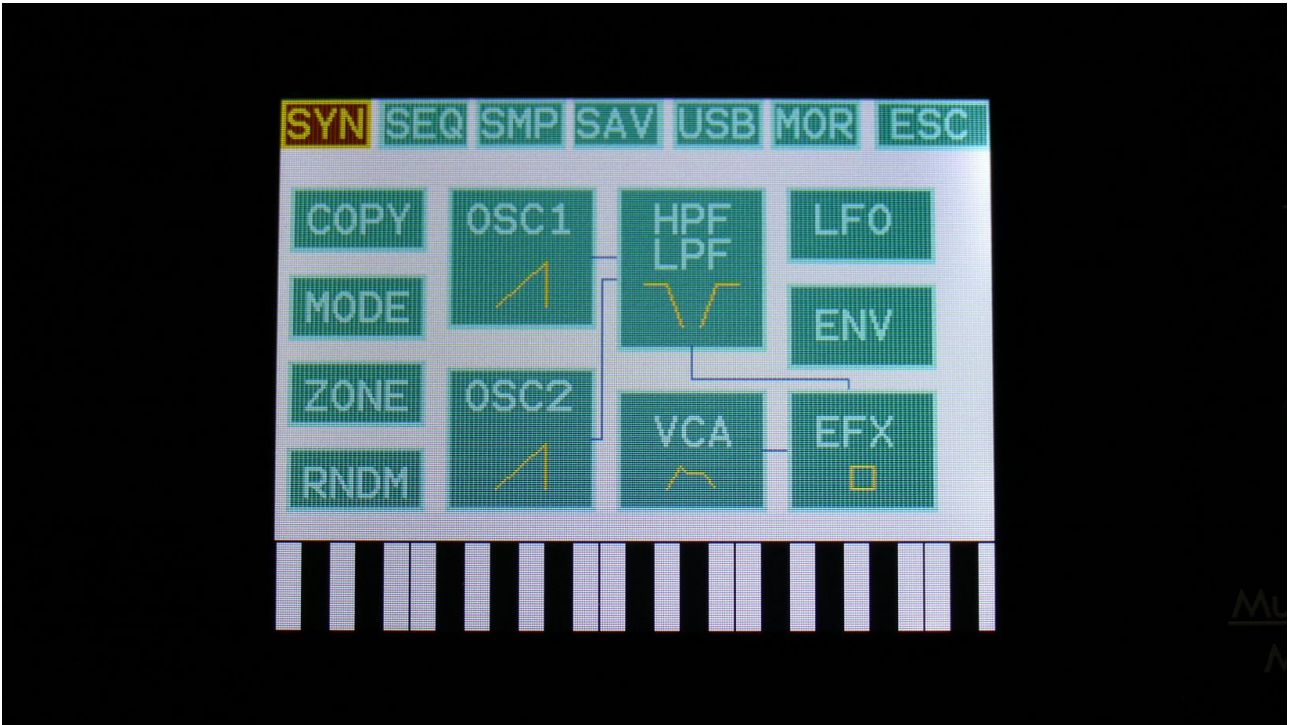 SYN SEQ SMP SAV USB MOR ESC
COPY
MODE
ZONE
RNDM
OSC1
OSC2
HPF
LPF
VCA
LFO
ENV
EFX